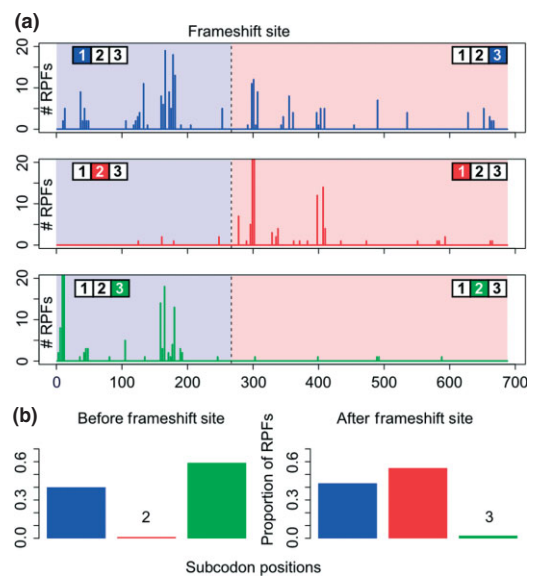 (a)
Frameshift site
# RPFs
0 10 20
1 2 3
1 2 3
# RPFs
0 10 20
1 2 3
1 2 3
# RPFs
0 10 20
1 2 3
1 2 3
0 100 200 300 400 500 600 700
(b)
Before frameshift site
After frameshift site
0.0 0.3 0.6
2
Proportion of RPFs
0.0 0.3 0.6
3
Subcodon positions